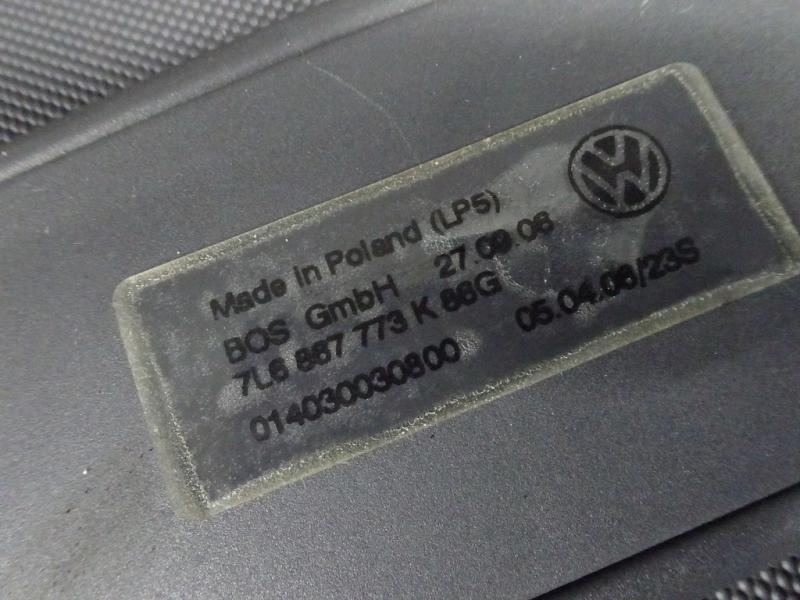 Made in Poland (LP5)
BOS GmbH 27.09.06
7L6 867 773 K 86G
014030030800 05.04.06/23S